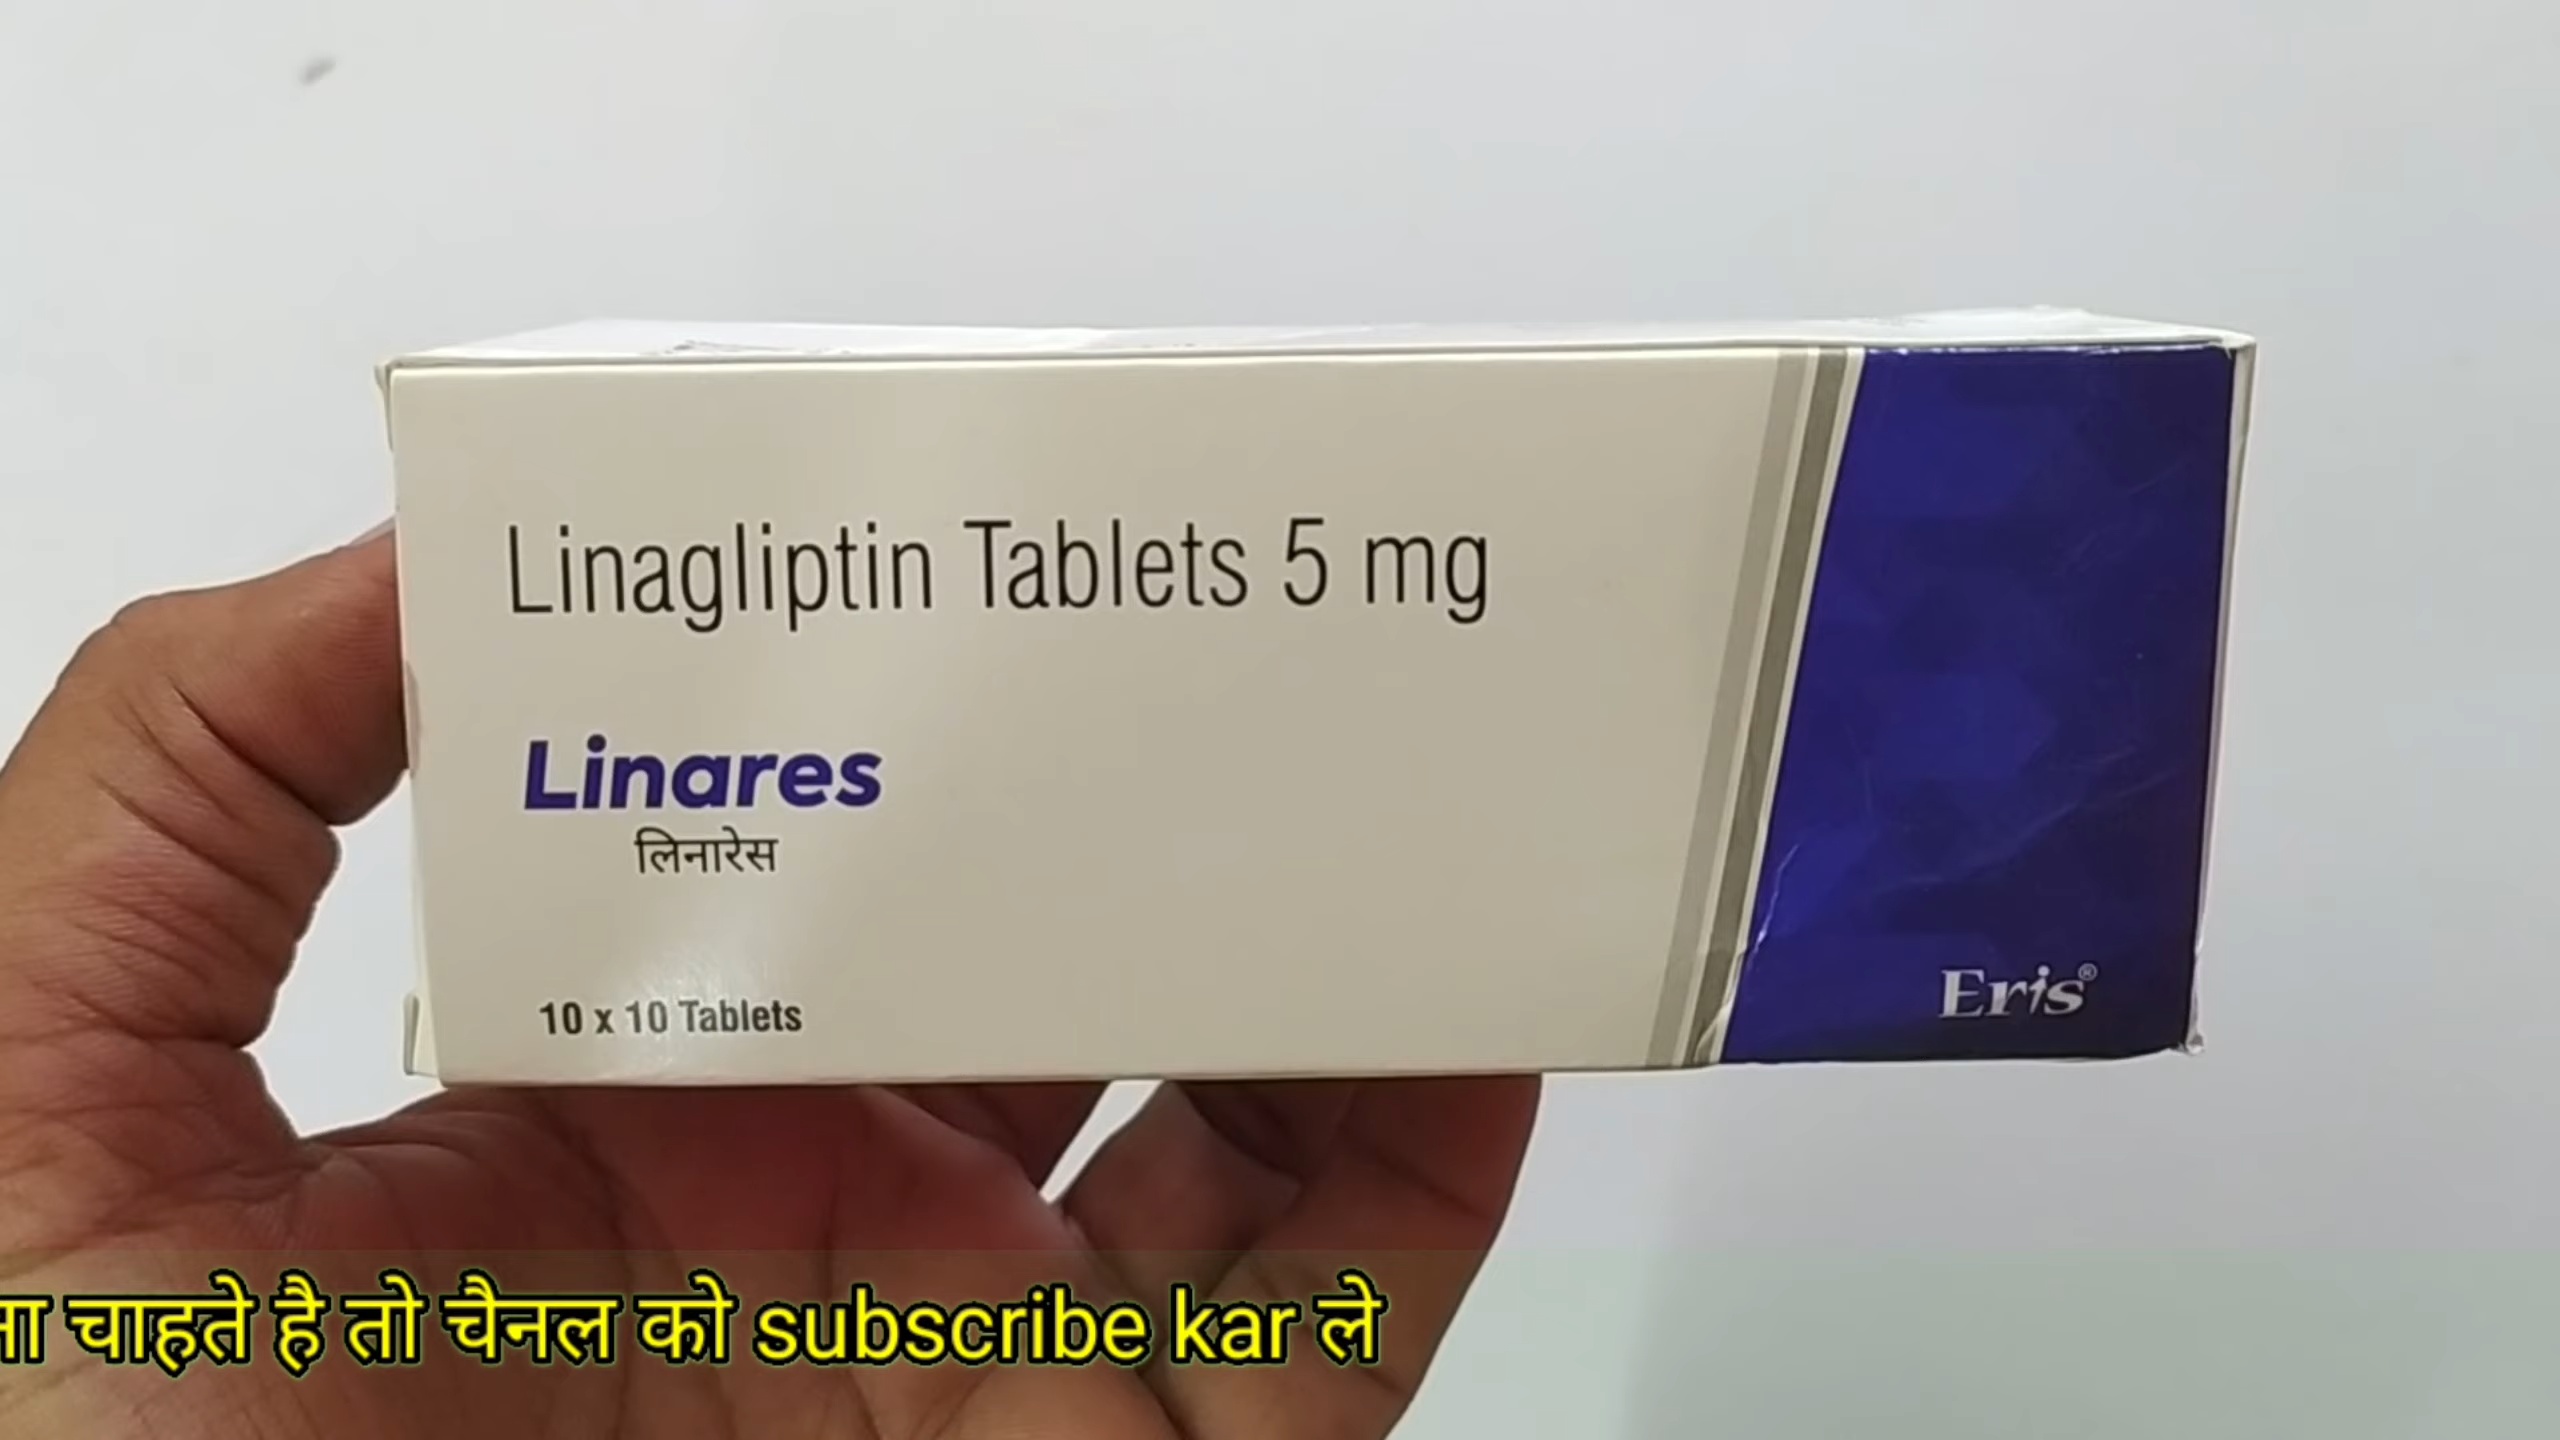 Linagliptin Tablets 5 mg
Linares
लिनारेस
10 x 10 Tablets
Eris®
चाहते है तो चैनल को subscribe kar ले